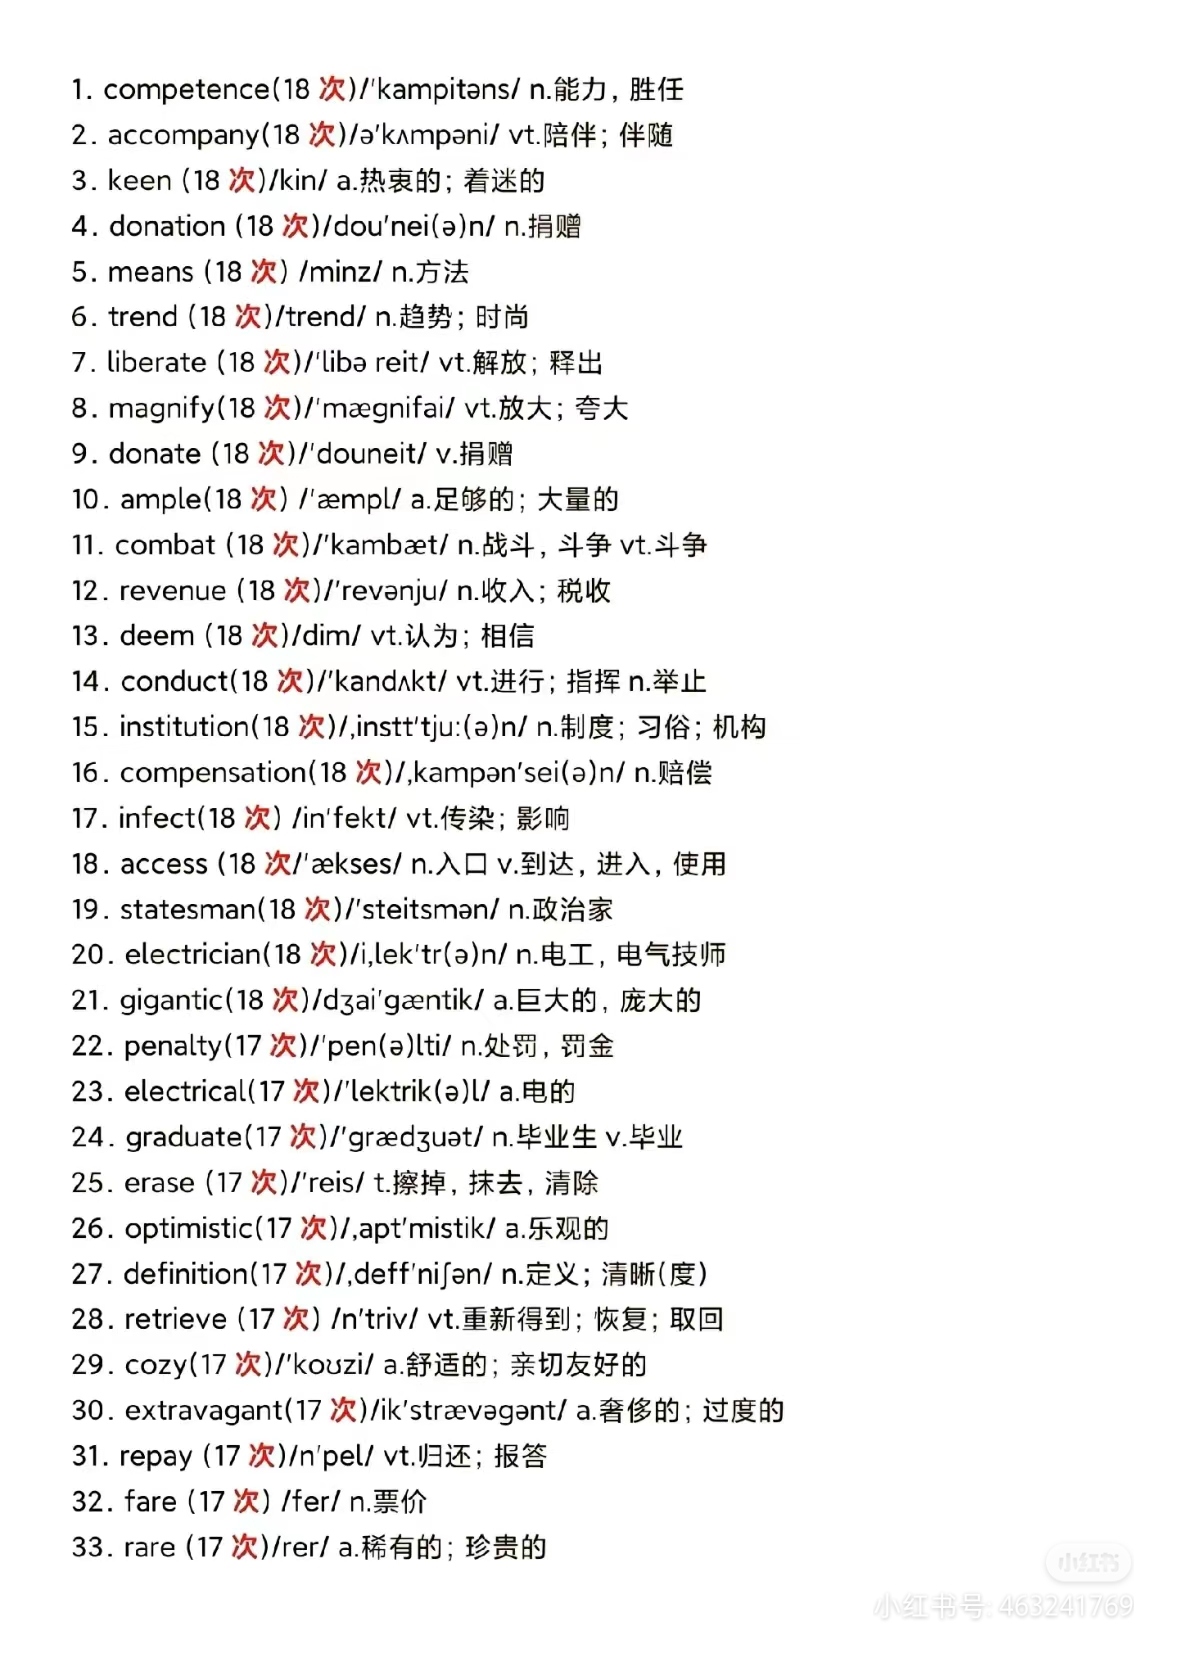 1. competence(18 次)/'kampitəns/ n.能力, 胜任
2. accompany(18 次)/ə'kʌmpəni/ vt.陪伴; 伴随
3. keen (18 次)/kin/ a.热衷的; 着迷的
4. donation (18 次)/dou'nei(ə)n/ n.捐赠
5. means (18 次) /minz/ n.方法
6. trend (18 次)/trend/ n.趋势; 时尚
7. liberate (18 次)/'libə reit/ vt.解放; 释出
8. magnify(18 次)/'mægnifai/ vt.放大; 夸大
9. donate (18 次)/'douneit/ v.捐赠
10. ample(18 次) /'æmpl/ a.足够的; 大量的
11. combat (18 次)/'kambæt/ n.战斗, 斗争 vt.斗争
12. revenue (18 次)/'revənju/ n.收入; 税收
13. deem (18 次)/dim/ vt.认为; 相信
14. conduct(18 次)/'kandʌkt/ vt.进行; 指挥 n.举止
15. institution(18 次)/,instt'tju:(ə)n/ n.制度; 习俗; 机构
16. compensation(18 次)/,kampən'sei(ə)n/ n.赔偿
17. infect(18 次) /in'fekt/ vt.传染; 影响
18. access (18 次/'ækses/ n.入口 v.到达, 进入, 使用
19. statesman(18 次)/'steitsmən/ n.政治家
20. electrician(18 次)/i,lek'tr(ə)n/ n.电工, 电气技师
21. gigantic(18 次)/dʒai'gæntik/ a.巨大的, 庞大的
22. penalty(17 次)/'pen(ə)lti/ n.处罚, 罚金
23. electrical(17 次)/'lektrik(ə)l/ a.电的
24. graduate(17 次)/'grædʒuət/ n.毕业生 v.毕业
25. erase (17 次)/'reis/ t.擦掉, 抹去, 清除
26. optimistic(17 次)/,apt'mistik/ a.乐观的
27. definition(17 次)/,deff'niʃən/ n.定义; 清晰(度)
28. retrieve (17 次) /n'triv/ vt.重新得到; 恢复; 取回
29. cozy(17 次)/'koʊzi/ a.舒适的; 亲切友好的
30. extravagant(17 次)/ik'strævəgənt/ a.奢侈的; 过度的
31. repay (17 次)/n'pel/ vt.归还; 报答
32. fare (17 次) /fer/ n.票价
33. rare (17 次)/rer/ a.稀有的; 珍贵的
小红书
小红书号: 463241769